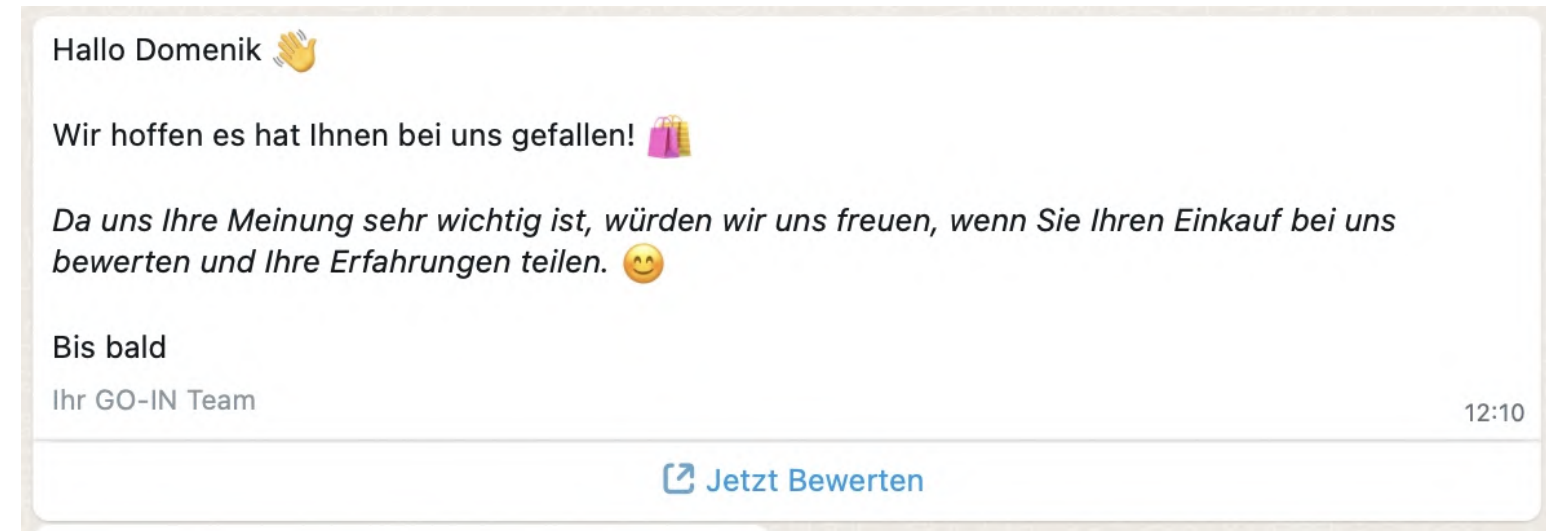 Hallo Domenik 👋
Wir hoffen es hat Ihnen bei uns gefallen! 🛍️
Da uns Ihre Meinung sehr wichtig ist, würden wir uns freuen, wenn Sie Ihren Einkauf bei uns
bewerten und Ihre Erfahrungen teilen. 😊
Bis bald
Ihr GO-IN Team
12:10
Jetzt Bewerten